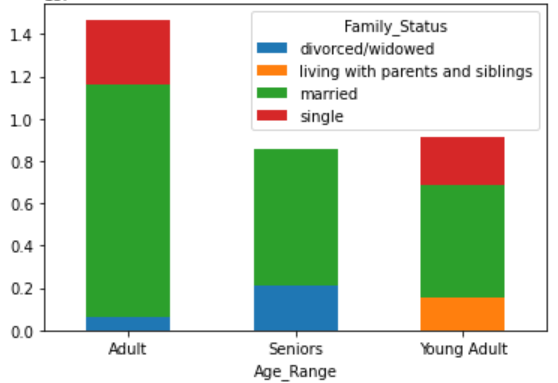 1.4
1.2
1.0
0.8
0.6
0.4
0.2
0.0
Family_Status
divorced/widowed
living with parents and siblings
married
single
Adult
Seniors
Young Adult
Age_Range